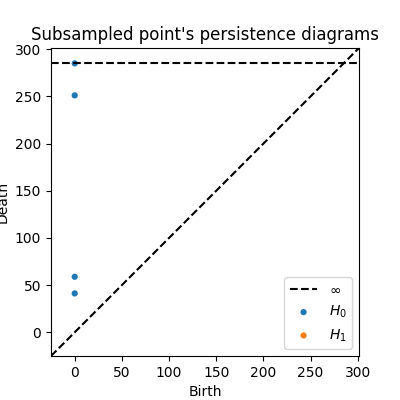 Subsampled point's persistence diagrams
300
250
200
150
100
50
0
Death
0 50 100 150 200 250 300
Birth
∞
H₀
H₁